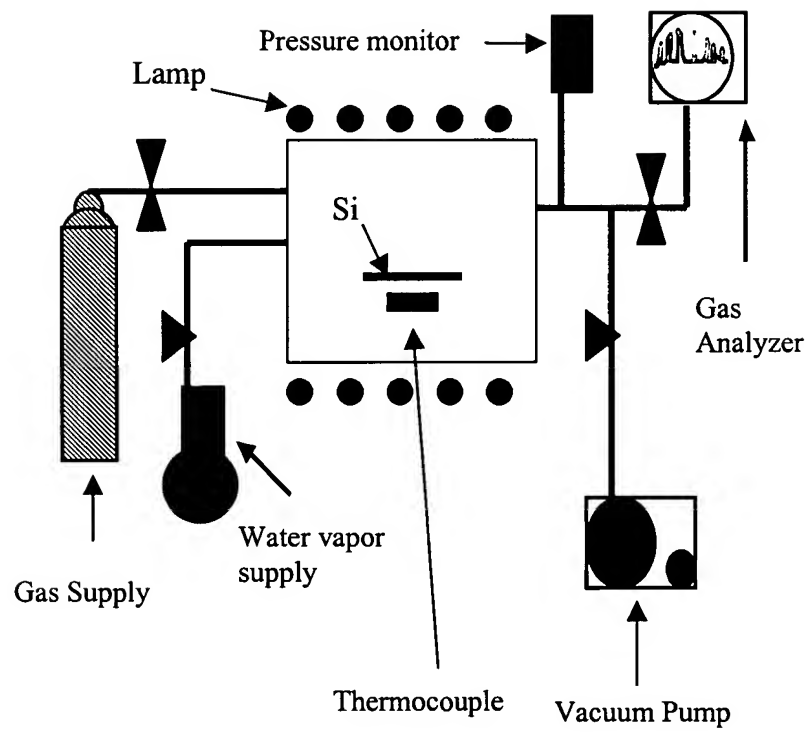 Pressure monitor
Lamp
Si
Gas
Analyzer
Water vapor
supply
Gas Supply
Thermocouple
Vacuum Pump